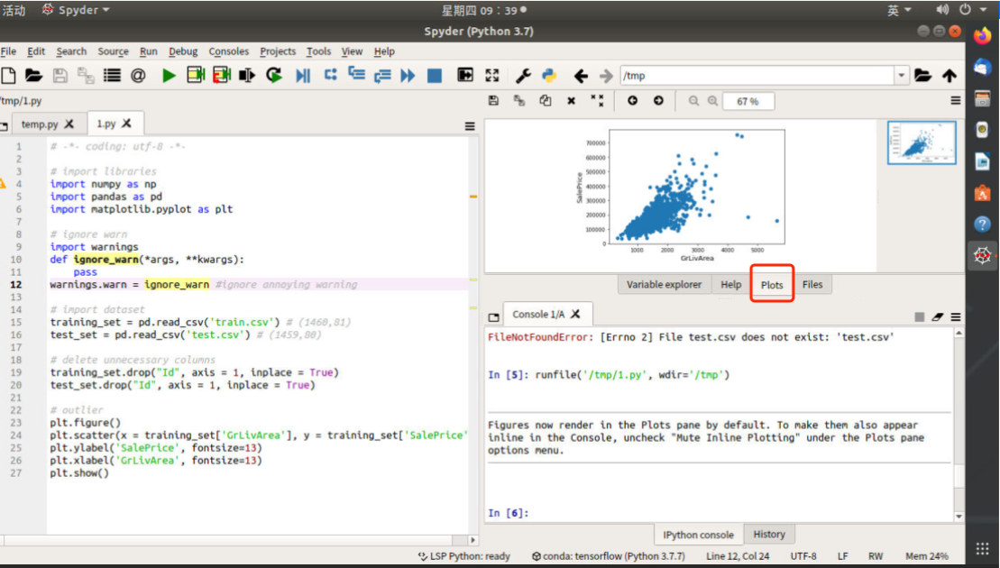 活动 Spyder 星期四 09：39 英
Spyder (Python 3.7)
File Edit Search Source Run Debug Consoles Projects Tools View Help
/tmp
/tmp/1.py
67 %
temp.py 1.py
1 # -*- coding: utf-8 -*-
2
3 # import libraries
4 import numpy as np
5 import pandas as pd
6 import matplotlib.pyplot as plt
7
8 # ignore warn
9 import warnings
10 def ignore_warn(*args, **kwargs):
11 pass
12 warnings.warn = ignore_warn #ignore annoying warning
13
14 # import dataset
15 training_set = pd.read_csv('train.csv') # (1460,81)
16 test_set = pd.read_csv('test.csv') # (1459,80)
17
18 # delete unnecessary columns
19 training_set.drop("Id", axis = 1, inplace = True)
20 test_set.drop("Id", axis = 1, inplace = True)
21
22 # outlier
23 plt.figure()
24 plt.scatter(x = training_set['GrLivArea'], y = training_set['SalePrice'
25 plt.ylabel('SalePrice', fontsize=13)
26 plt.xlabel('GrLivArea', fontsize=13)
27 plt.show()
700000
600000
500000
400000
300000
200000
100000
0
SalePrice
1000 2000 3000 4000 5000
GrLivArea
Variable explorer Help Plots Files
Console 1/A
FileNotFoundError: [Errno 2] File test.csv does not exist: 'test.csv'
In [5]: runfile('/tmp/1.py', wdir='/tmp')
Figures now render in the Plots pane by default. To make them also appear
inline in the Console, uncheck "Mute Inline Plotting" under the Plots pane
options menu.
In [6]:
IPython console History
LSP Python: ready conda: tensorflow (Python 3.7.7) Line 12, Col 24 UTF-8 LF RW Mem 24%